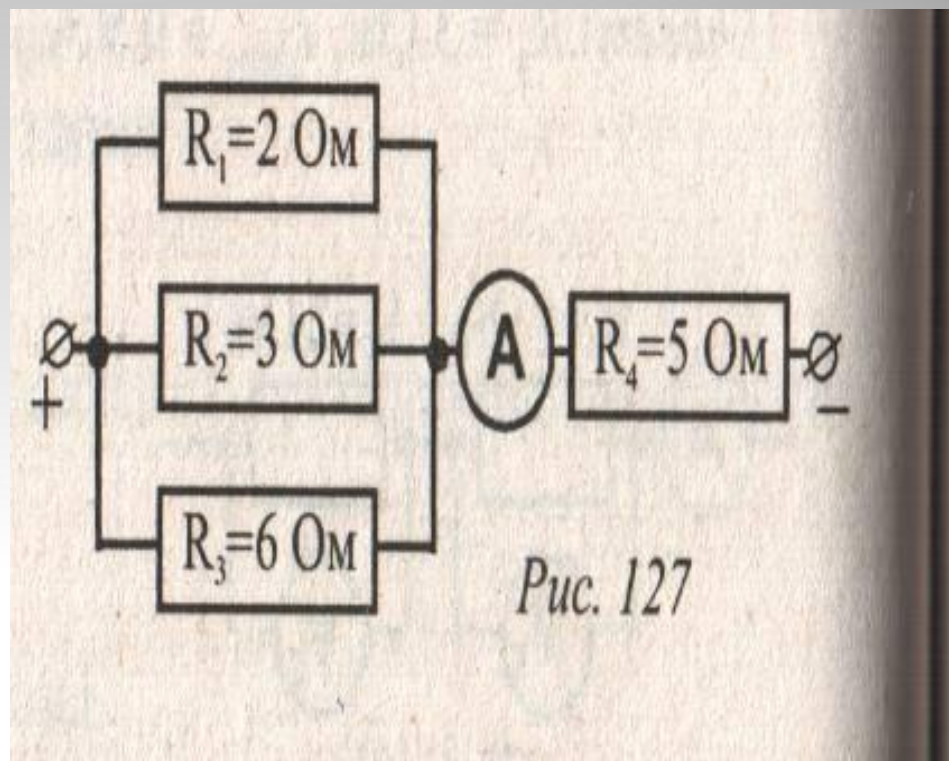 R₁=2 Ом
R₂=3 Ом
A
R₄=5 Ом
+
−
R₃=6 Ом
Рис. 127